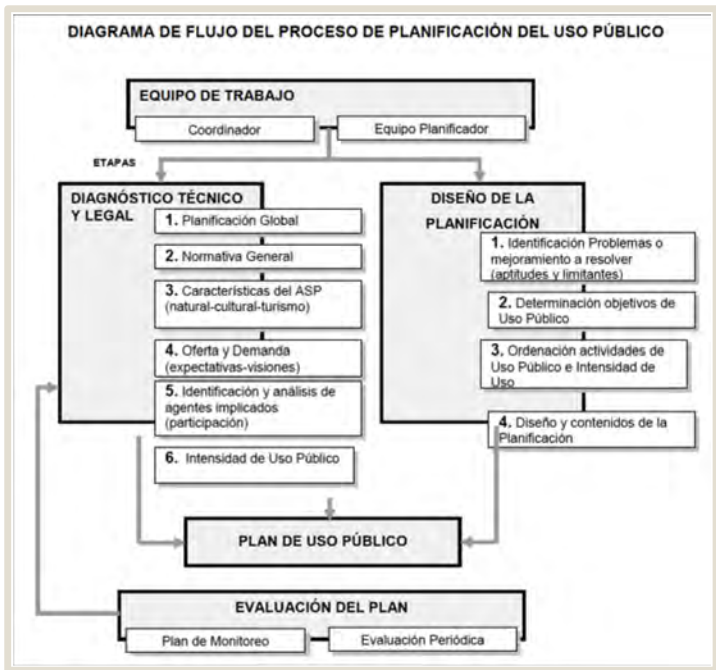 DIAGRAMA DE FLUJO DEL PROCESO DE PLANIFICACIÓN DEL USO PÚBLICO
EQUIPO DE TRABAJO
Coordinador
Equipo Planificador
ETAPAS
DIAGNÓSTICO TÉCNICO
Y LEGAL
1. Planificación Global
2. Normativa General
3. Características del ASP
(natural-cultural-turismo)
4. Oferta y Demanda
(expectativas-visiones)
5. Identificación y análisis de
agentes implicados
(participación)
6. Intensidad de Uso Público
DISEÑO DE LA
PLANIFICACIÓN
1. Identificación Problemas o
mejoramiento a resolver
(aptitudes y limitantes)
2. Determinación objetivos de
Uso Público
3. Ordenación actividades de
Uso Público e Intensidad de
Uso
4. Diseño y contenidos de la
Planificación
PLAN DE USO PÚBLICO
EVALUACIÓN DEL PLAN
Plan de Monitoreo
Evaluación Periódica